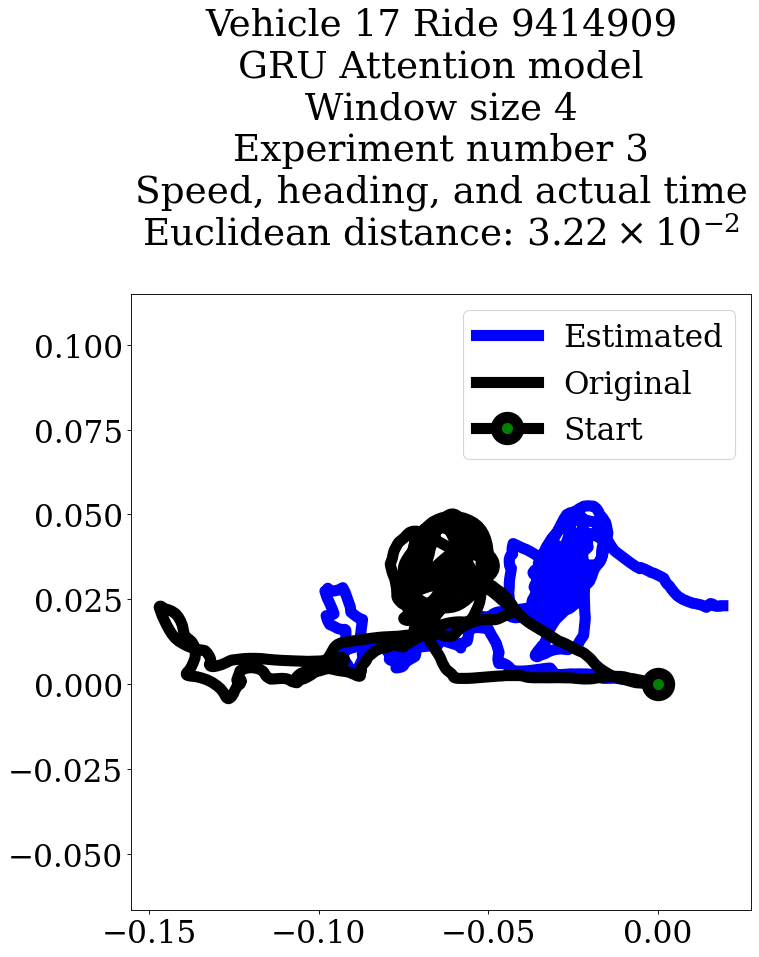 Vehicle 17 Ride 9414909
GRU Attention model
Window size 4
Experiment number 3
Speed, heading, and actual time
Euclidean distance: 3.22 × 10⁻²
Estimated
Original
Start
0.100
0.075
0.050
0.025
0.000
−0.025
−0.050
−0.15
−0.10
−0.05
0.00